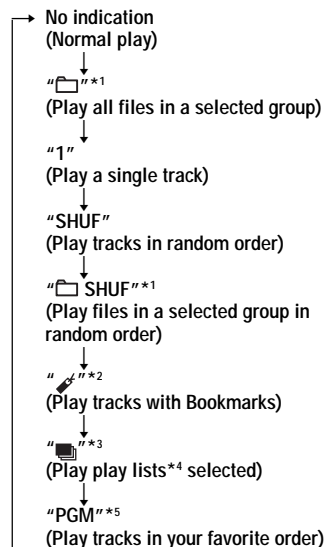 No indication
(Normal play)
“ ”*1
(Play all files in a selected group)
“1”
(Play a single track)
“SHUF”
(Play tracks in random order)
“ SHUF”*1
(Play files in a selected group in
random order)
“ ”*2
(Play tracks with Bookmarks)
“ ”*3
(Play play lists*4 selected)
“PGM”*5
(Play tracks in your favorite order)